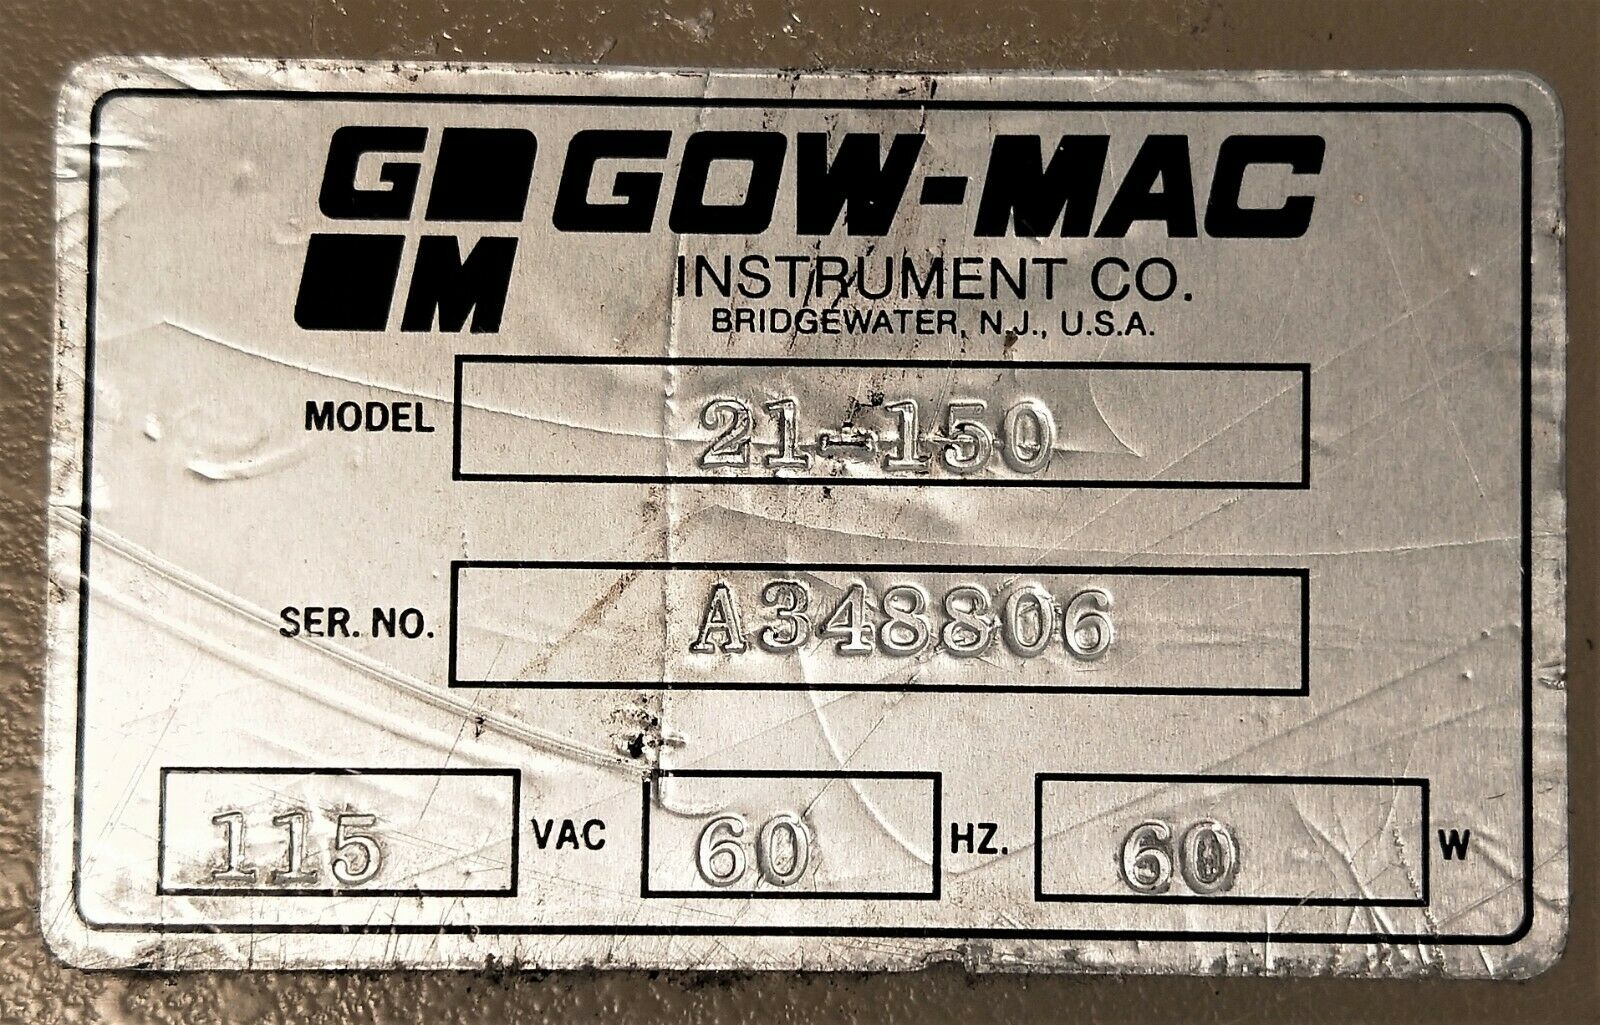 G M GOW-MAC
INSTRUMENT CO.
BRIDGEWATER, N.J., U.S.A.
MODEL 21-150
SER. NO. A348806
115 VAC 60 HZ. 60 W